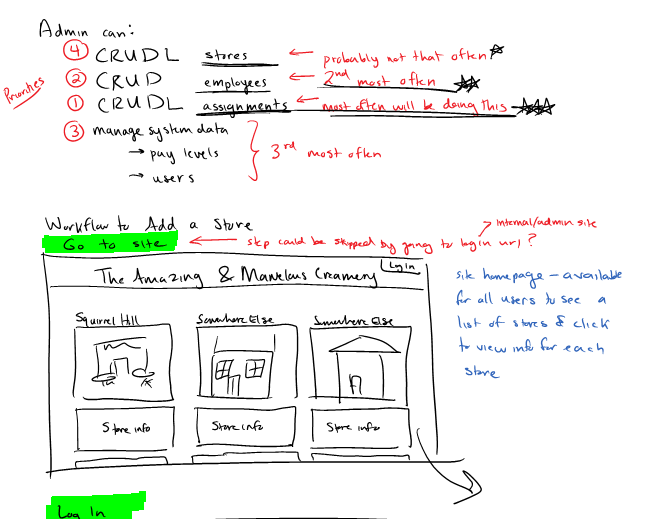 Admin can:
④ CRUDL stores ← probably not that often ☆
② CRUD employees ← 2nd most often ☆☆
Priorities
① CRUDL assignments ← most often will be doing this ☆☆☆
③ manage system data
→ pay levels
→ users
3rd most often
Workflow to Add a Store
internal/admin site
Go to site ← step could be skipped by going to login url?
Log In
The Amazing & Marvelous Creamery
site homepage - available
for all users to see a
list of stores & click
to view info for each
store
Squirrel Hill
Somewhere Else
Somewhere Else
Store info
Store info
Store info
Log In